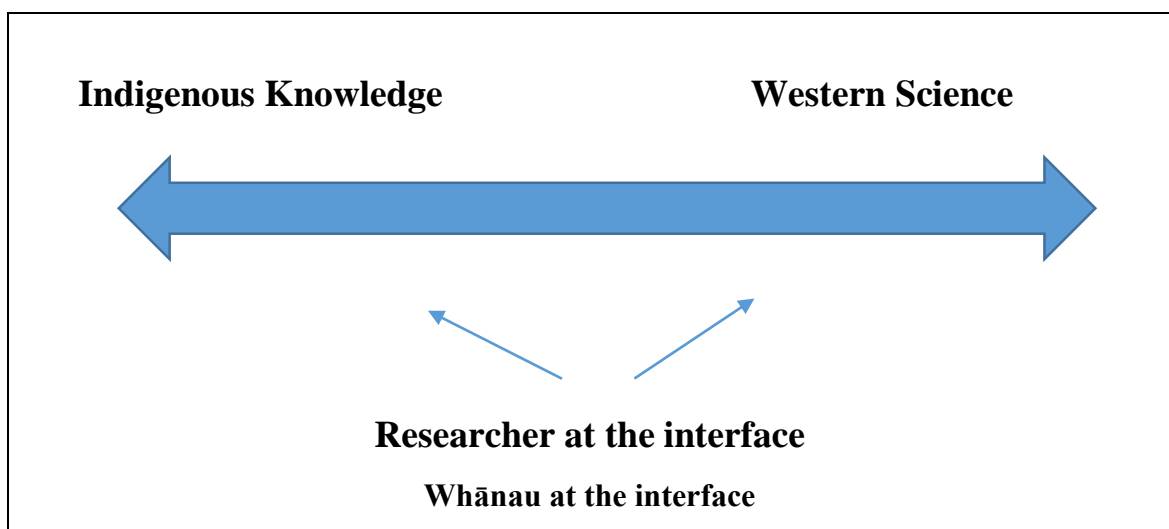 Indigenous Knowledge Western Science
Researcher at the interface
Whānau at the interface